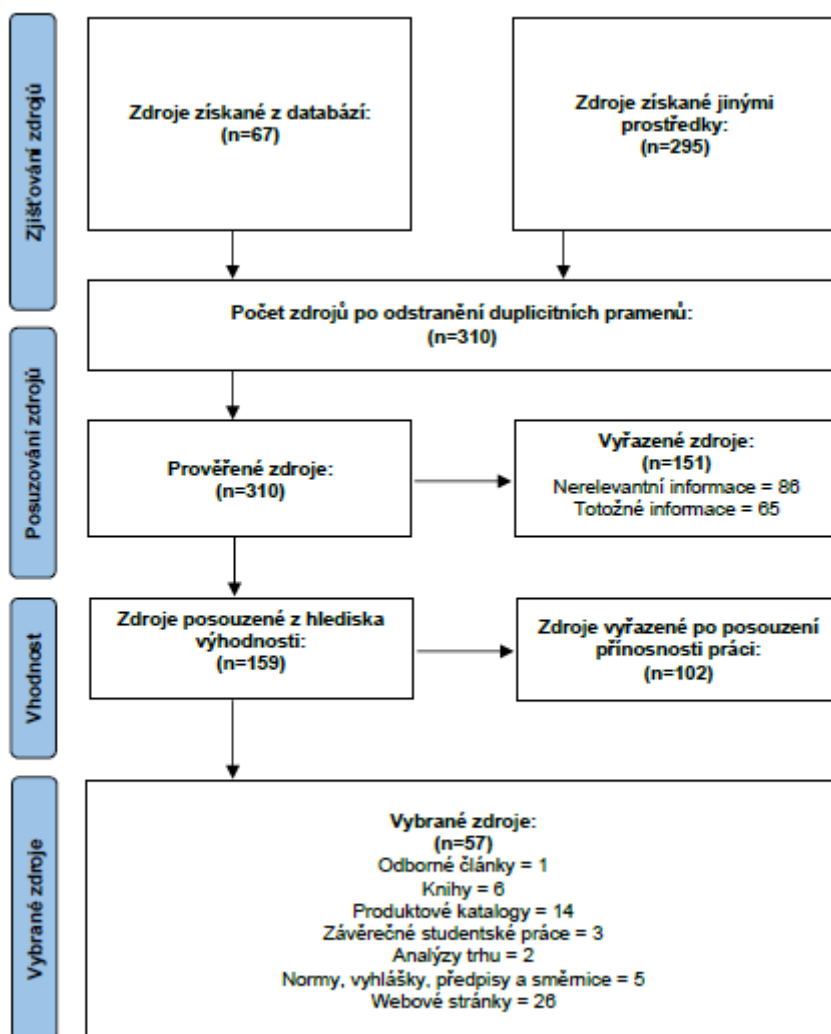 Zjišťování zdrojů
Zdroje získané z databází:
(n=67)
Zdroje získané jinými
prostředky:
(n=295)
Počet zdrojů po odstranění duplicitních pramenů:
(n=310)
Posuzování zdrojů
Prověřené zdroje:
(n=310)
Vyřazené zdroje:
(n=151)
Nerelevantní informace = 86
Totožné informace = 65
Vhodnost
Zdroje posouzené z hlediska
výhodnosti:
(n=159)
Zdroje vyřazené po posouzení
přínosnosti práci:
(n=102)
Vybrané zdroje
Vybrané zdroje:
(n=57)
Odborné články = 1
Knihy = 6
Produktové katalogy = 14
Závěrečné studentské práce = 3
Analýzy trhu = 2
Normy, vyhlášky, předpisy a směrnice = 5
Webové stránky = 26